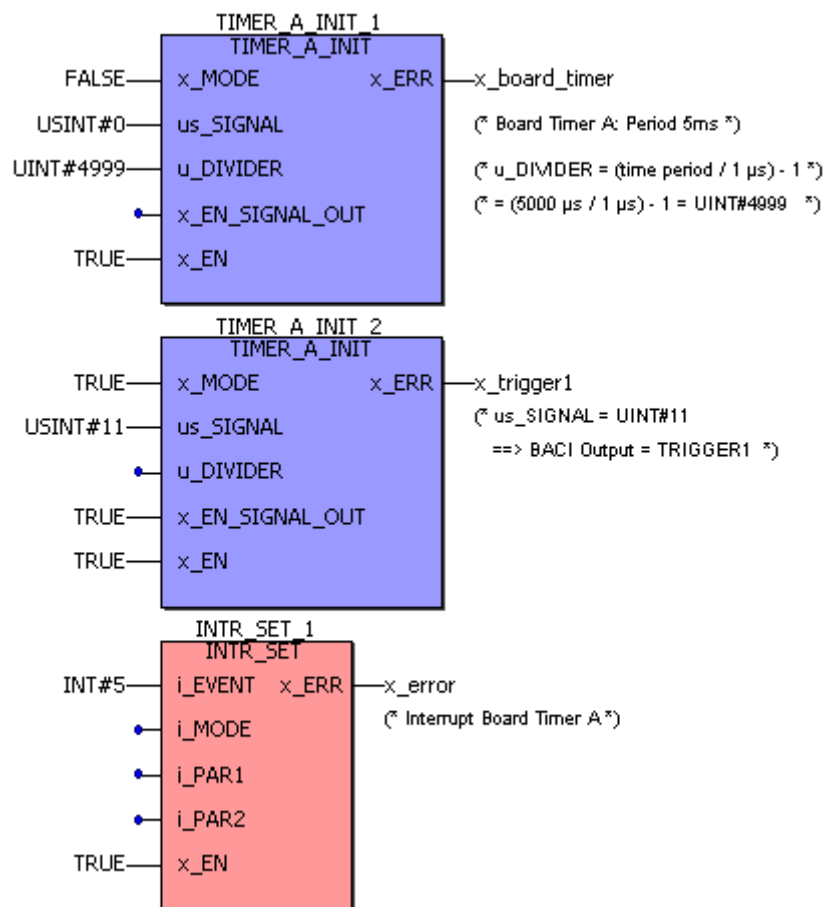 TIMER_A_INIT_1
TIMER_A_INIT
FALSE x_MODE x_ERR x_board_timer
USINT#0 us_SIGNAL (* Board Timer A: Period 5ms *)
UINT#4999 u_DIVIDER (* u_DIVIDER = (time period / 1 µs) - 1 *)
x_EN_SIGNAL_OUT (* = (5000 µs / 1 µs) - 1 = UINT#4999 *)
TRUE x_EN
TIMER_A_INIT_2
TIMER_A_INIT
TRUE x_MODE x_ERR x_trigger1
USINT#11 us_SIGNAL (* us_SIGNAL = UINT#11
u_DIVIDER ==> BACI Output = TRIGGER1 *)
TRUE x_EN_SIGNAL_OUT
TRUE x_EN
INTR_SET_1
INTR_SET
INT#5 i_EVENT x_ERR x_error
i_MODE (* Interrupt Board Timer A*)
i_PAR1
i_PAR2
TRUE x_EN